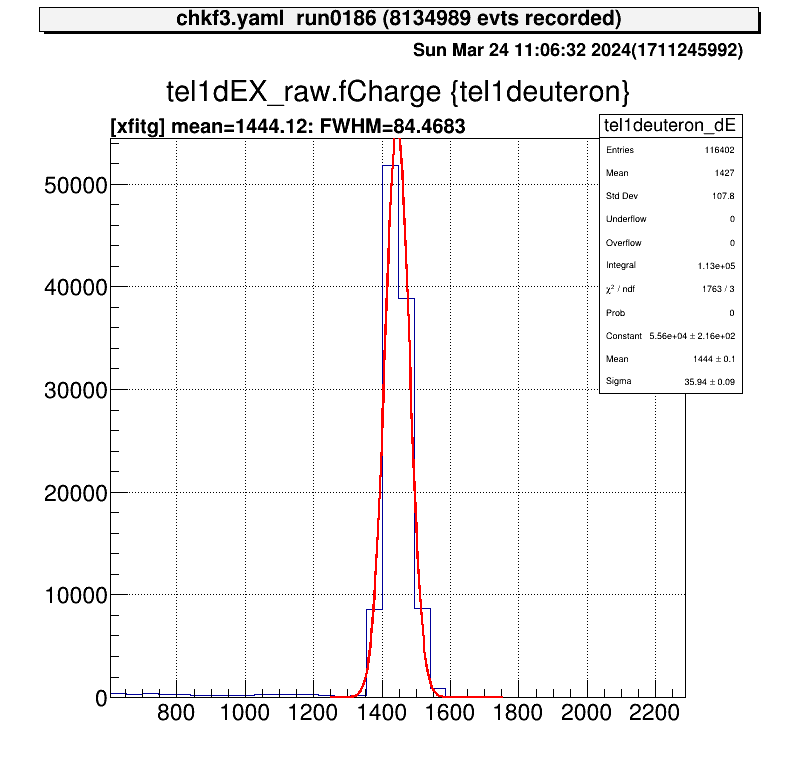 chkf3.yaml run0186 (8134989 evts recorded)
Sun Mar 24 11:06:32 2024(1711245992)
tel1dEX_raw.fCharge {tel1deuteron}
[xfitg] mean=1444.12: FWHM=84.4683
tel1deuteron_dE
Entries 116402
Mean 1427
Std Dev 107.8
Underflow 0
Overflow 0
Integral 1.13e+05
χ² / ndf 1763 / 3
Prob 0
Constant 5.56e+04 ± 2.16e+02
Mean 1444 ± 0.1
Sigma 35.94 ± 0.09
50000
40000
30000
20000
10000
0
800 1000 1200 1400 1600 1800 2000 2200